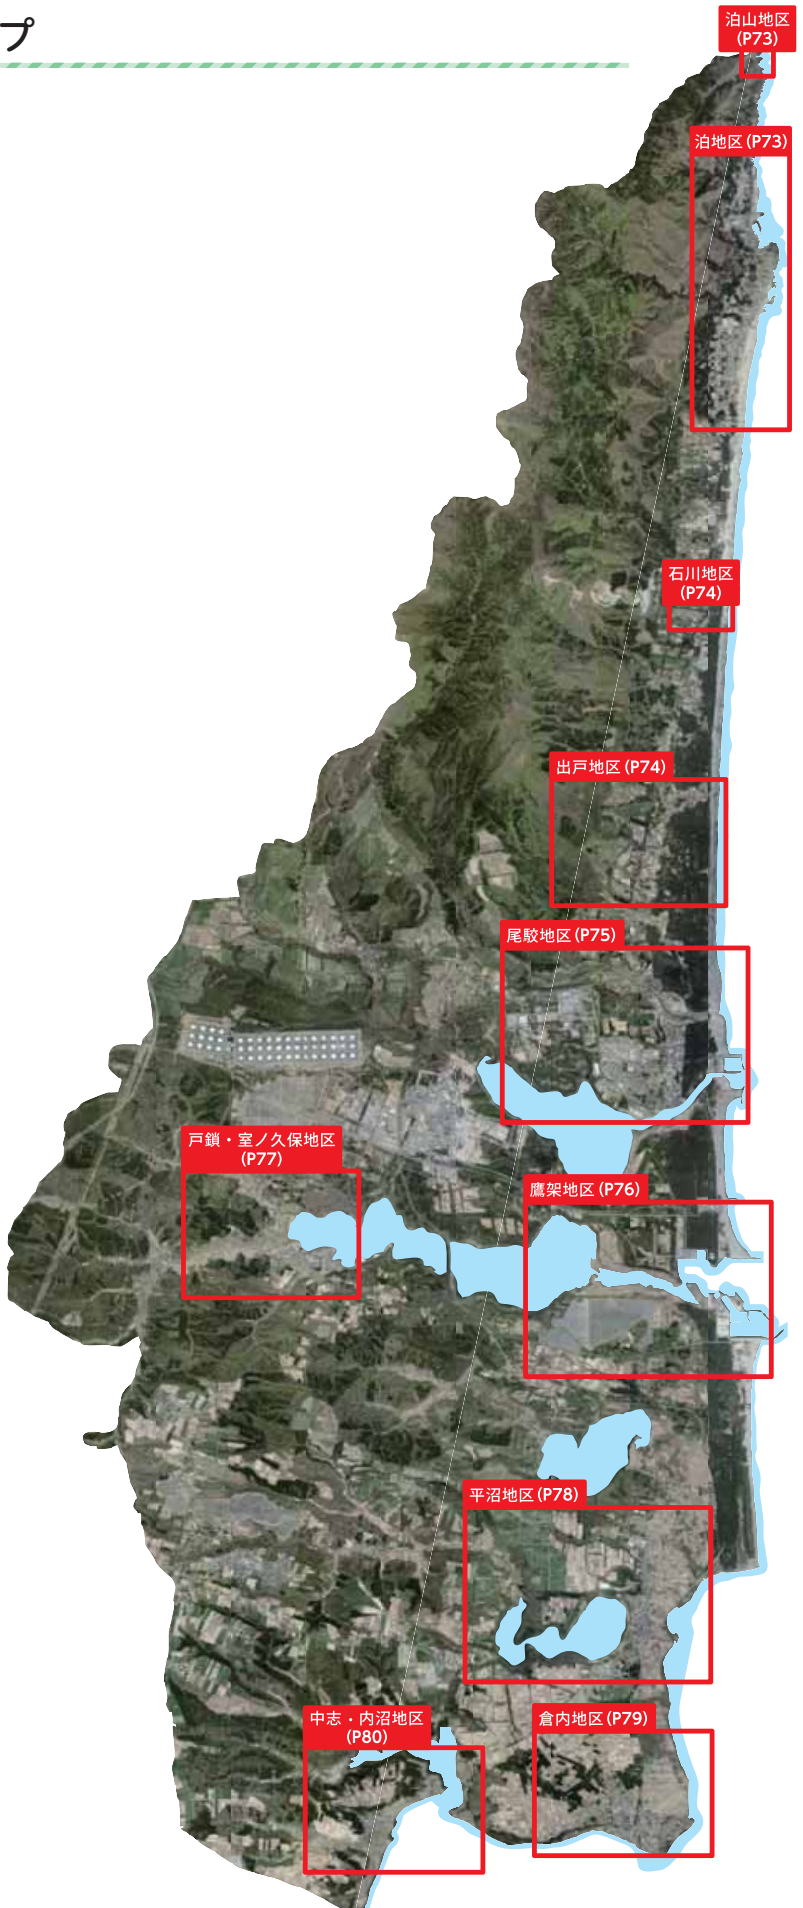 プ
泊山地区
(P73)
泊地区(P73)
石川地区
(P74)
出戸地区(P74)
尾駮地区(P75)
戸鎖・室ノ久保地区
(P77)
鷹架地区(P76)
平沼地区(P78)
中志・内沼地区
(P80)
倉内地区(P79)